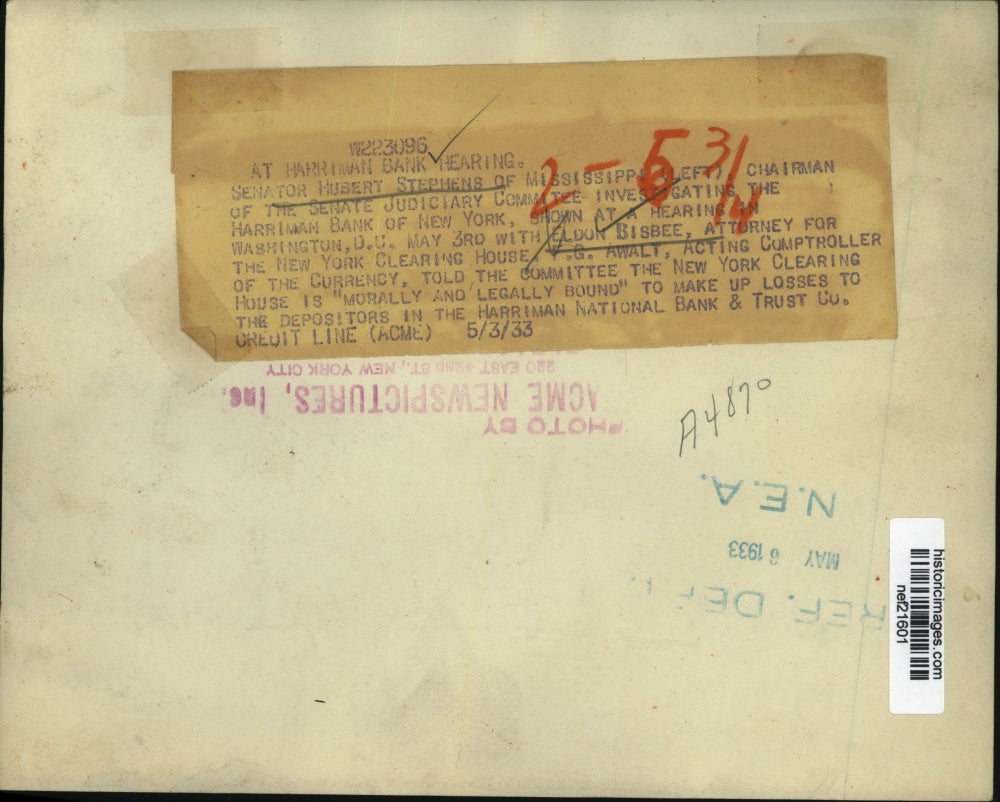 W223096
AT HARRIMAN BANK HEARING.
SENATOR HUBERT STEPHENS OF MISSISSIPPI (LEFT), CHAIRMAN
OF THE SENATE JUDICIARY COMMITTEE INVESTIGATING THE
HARRIMAN BANK OF NEW YORK, SHOWN AT A HEARING IN
WASHINGTON, D.C. MAY 3RD WITH ELDON BISBEE, ATTORNEY FOR
THE NEW YORK CLEARING HOUSE. F.G. AWALT, ACTING COMPTROLLER
OF THE CURRENCY, TOLD THE COMMITTEE THE NEW YORK CLEARING
HOUSE IS "MORALLY AND LEGALLY BOUND" TO MAKE UP LOSSES TO
THE DEPOSITORS IN THE HARRIMAN NATIONAL BANK & TRUST CO.
CREDIT LINE (ACME) 5/3/33
2-5 3/4
220 EAST 42ND ST., NEW YORK CITY
ACME NEWSPICTURES, Inc.
PHOTO BY
A4870
N.E.A.
MAY 6 1933
REF. DEPT.
historicimages.com
nef21601